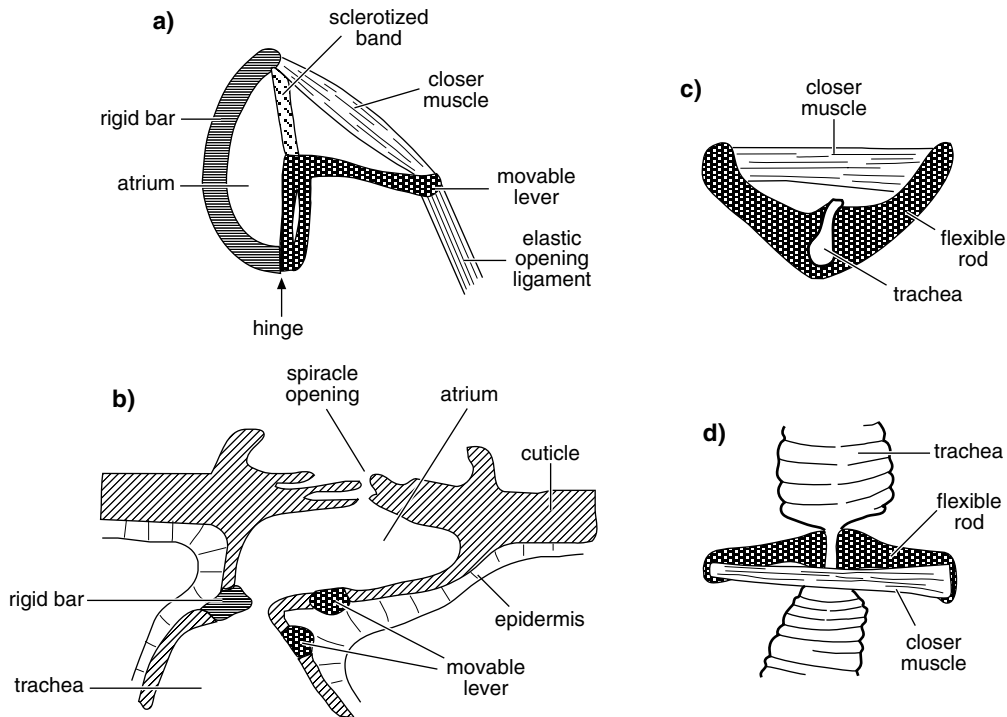 a)
sclerotized
band
closer
muscle
rigid bar
atrium
movable
lever
elastic
opening
ligament
hinge
b)
spiracle
opening
atrium
cuticle
rigid bar
epidermis
movable
lever
trachea
c)
closer
muscle
flexible
rod
trachea
d)
trachea
flexible
rod
closer
muscle